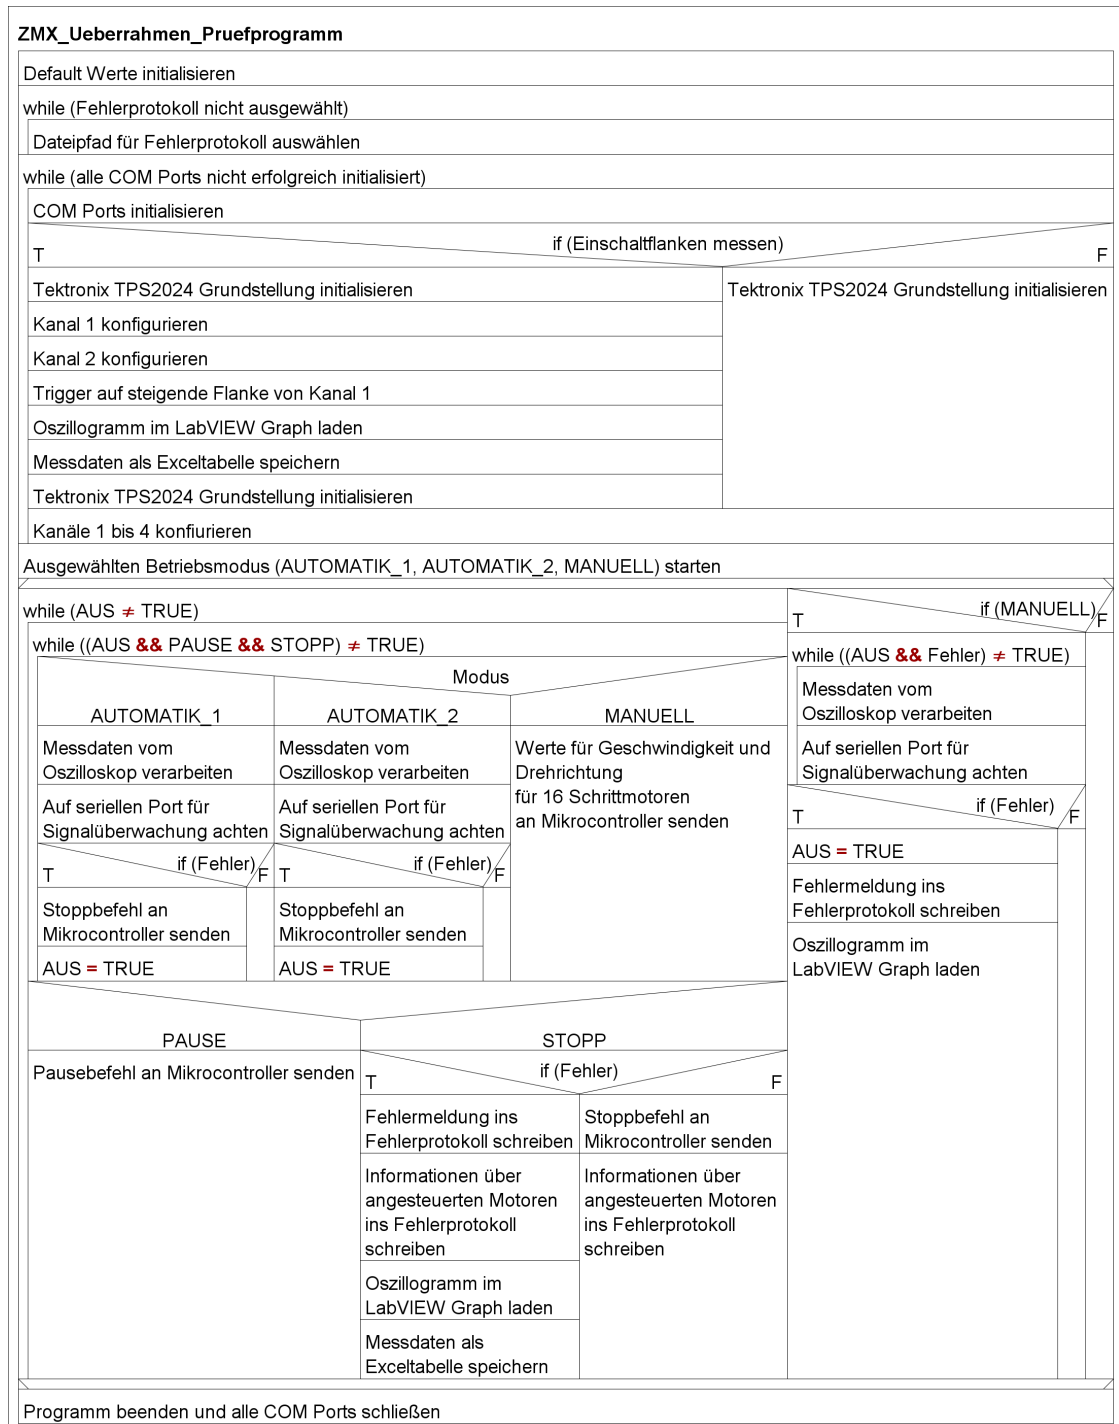 ZMX_Ueberrahmen_Pruefprogramm
Default Werte initialisieren
while (Fehlerprotokoll nicht ausgewählt)
Dateipfad für Fehlerprotokoll auswählen
while (alle COM Ports nicht erfolgreich initialisiert)
COM Ports initialisieren
if (Einschaltflanken messen)
T
F
Tektronix TPS2024 Grundstellung initialisieren
Kanal 1 konfigurieren
Kanal 2 konfigurieren
Trigger auf steigende Flanke von Kanal 1
Oszillogramm im LabVIEW Graph laden
Messdaten als Exceltabelle speichern
Tektronix TPS2024 Grundstellung initialisieren
Tektronix TPS2024 Grundstellung initialisieren
Kanäle 1 bis 4 konfiurieren
Ausgewählten Betriebsmodus (AUTOMATIK_1, AUTOMATIK_2, MANUELL) starten
while (AUS ≠ TRUE)
while ((AUS && PAUSE && STOPP) ≠ TRUE)
Modus
AUTOMATIK_1
AUTOMATIK_2
MANUELL
Messdaten vom
Oszilloskop verarbeiten
Auf seriellen Port für
Signalüberwachung achten
if (Fehler)
T
F
Stoppbefehl an
Mikrocontroller senden
AUS = TRUE
Messdaten vom
Oszilloskop verarbeiten
Auf seriellen Port für
Signalüberwachung achten
if (Fehler)
T
F
Stoppbefehl an
Mikrocontroller senden
AUS = TRUE
Werte für Geschwindigkeit und
Drehrichtung
für 16 Schrittmotoren
an Mikrocontroller senden
PAUSE
STOPP
Pausebefehl an Mikrocontroller senden
if (Fehler)
T
F
Fehlermeldung ins
Fehlerprotokoll schreiben
Informationen über
angesteuerten Motoren
ins Fehlerprotokoll
schreiben
Oszillogramm im
LabVIEW Graph laden
Messdaten als
Exceltabelle speichern
Stoppbefehl an
Mikrocontroller senden
Informationen über
angesteuerten Motoren
ins Fehlerprotokoll
schreiben
if (MANUELL)
T
F
while ((AUS && Fehler) ≠ TRUE)
Messdaten vom
Oszilloskop verarbeiten
Auf seriellen Port für
Signalüberwachung achten
if (Fehler)
T
F
AUS = TRUE
Fehlermeldung ins
Fehlerprotokoll schreiben
Oszillogramm im
LabVIEW Graph laden
Programm beenden und alle COM Ports schließen